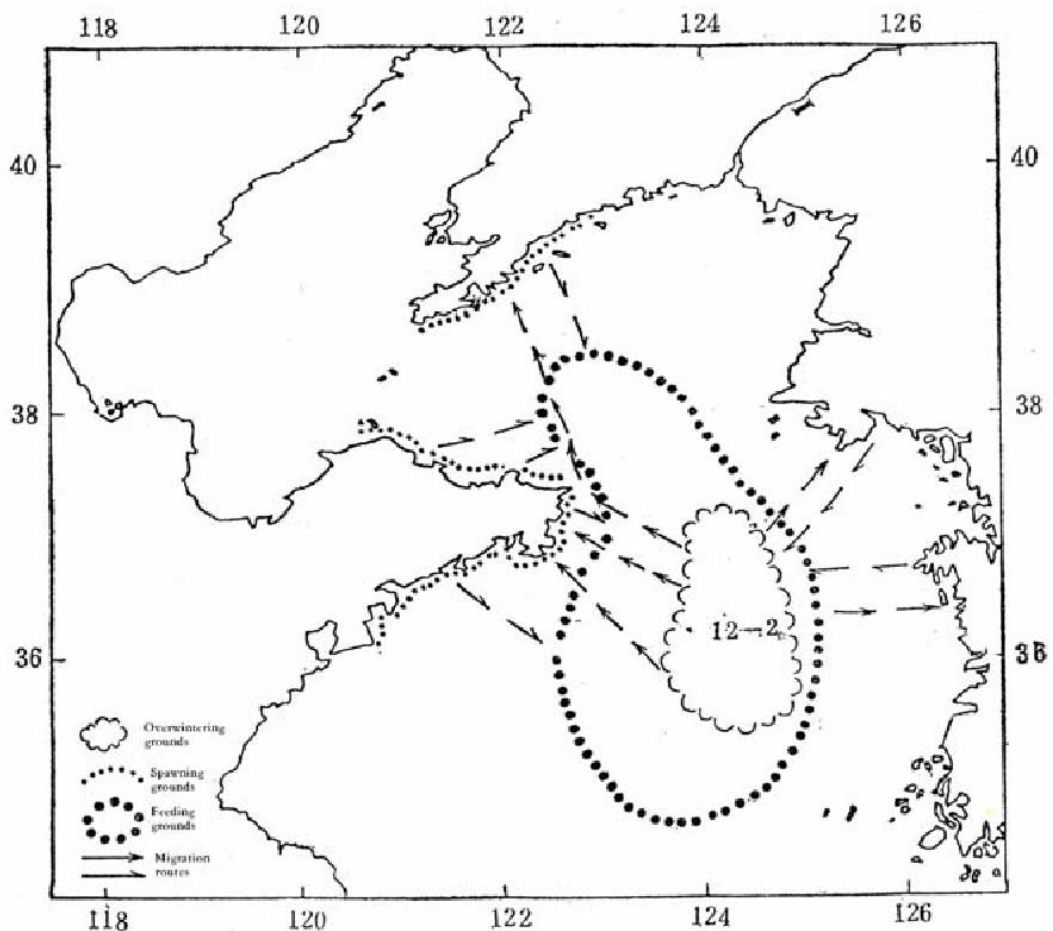 118 120 122 124 126
40 40
38 38
12—2
36 36
Overwintering
grounds
Spawning
grounds
Feeding
grounds
Migration
routes
118 120 122 124 126